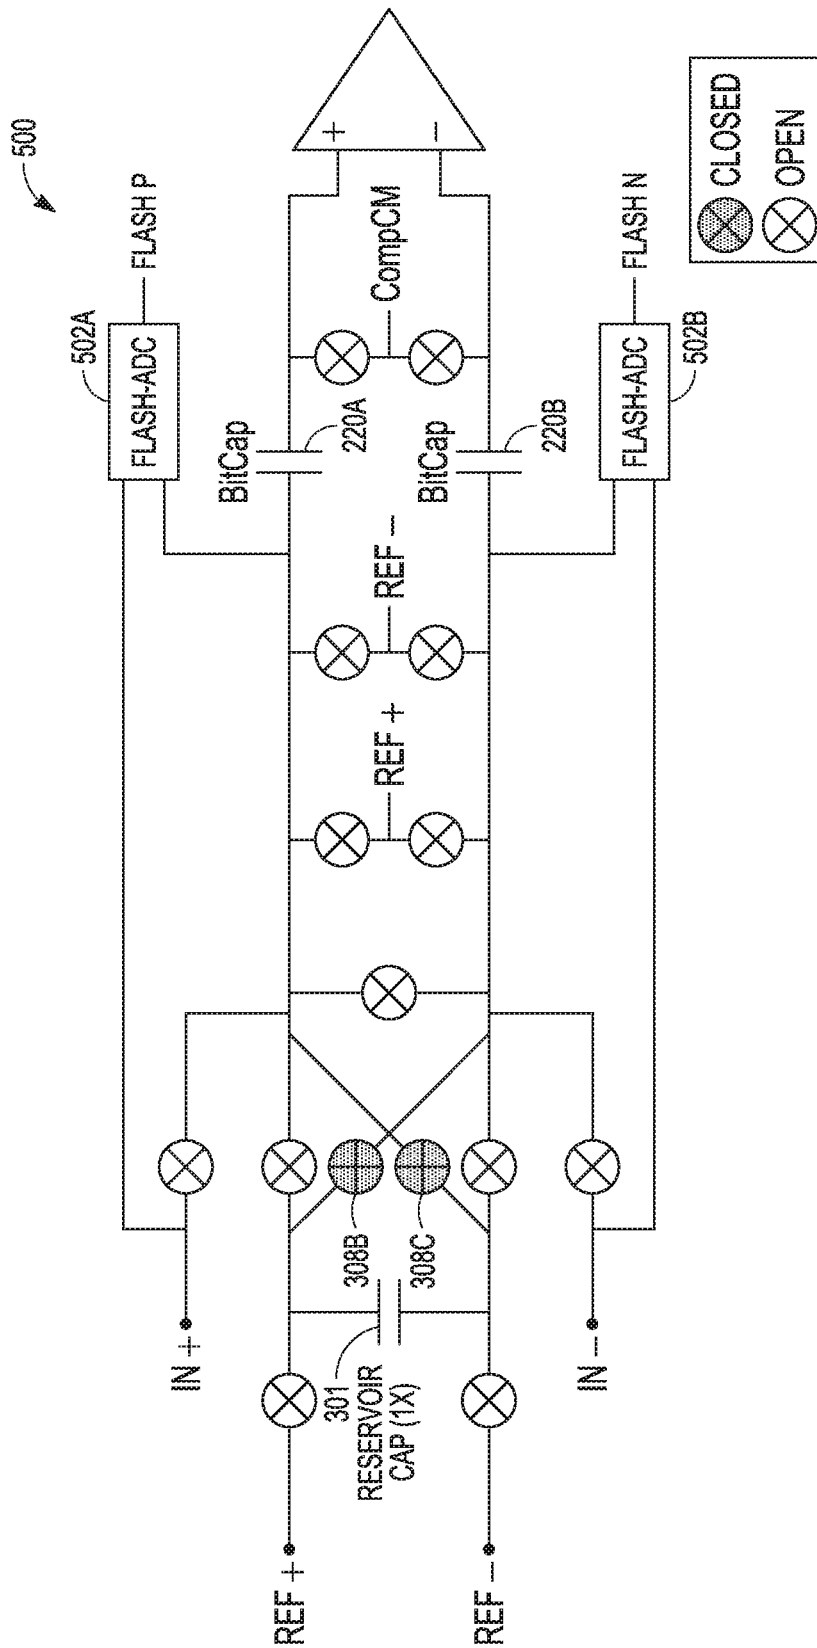 500
502A
FLASH-ADC
FLASH P
IN +
BitCap
220A
+
REF +
301
RESERVOIR
CAP (1X)
308B
308C
REF +
REF –
CompCM
REF –
BitCap
220B
–
IN –
FLASH-ADC
FLASH N
502B
CLOSED
OPEN